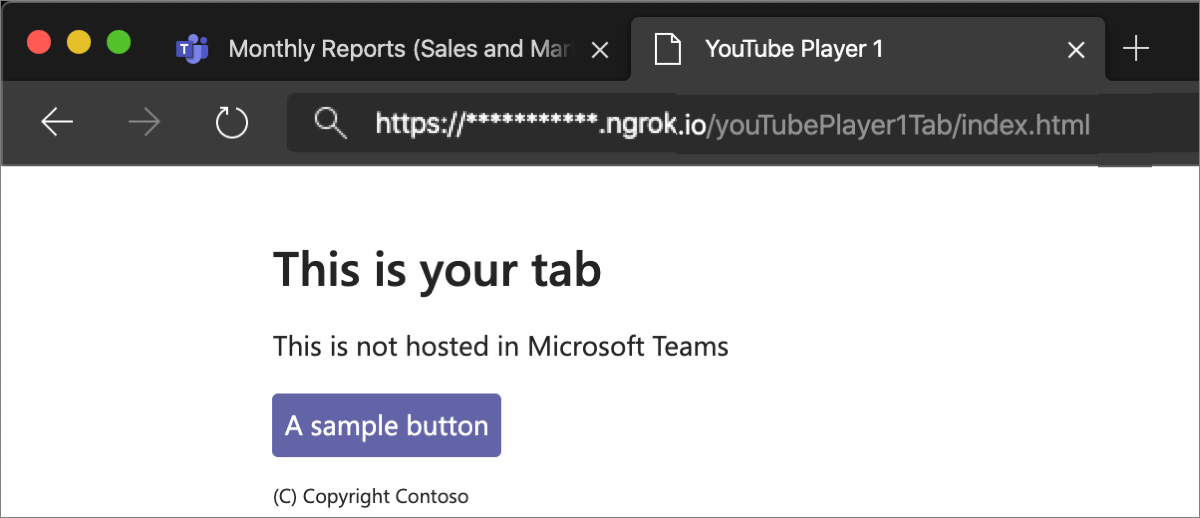 Monthly Reports (Sales and Mar
YouTube Player 1
https://***********.ngrok.io/youTubePlayer1Tab/index.html
This is your tab
This is not hosted in Microsoft Teams
A sample button
(C) Copyright Contoso